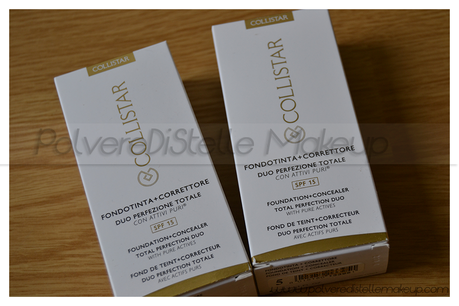 COLLISTAR
COLLISTAR
FONDOTINTA+CORRETTORE
DUO PERFEZIONE TOTALE
CON ATTIVI PURI®
SPF 15
FOUNDATION+CONCEALER
TOTAL PERFECTION DUO
WITH PURE ACTIVES
FOND DE TEINT+CORRECTEUR
DUO PERFECTION TOTALE
AVEC ACTIFS PURS
COLLISTAR
COLLISTAR
FONDOTINTA+CORRETTORE
DUO PERFEZIONE TOTALE
CON ATTIVI PURI®
SPF 15
FOUNDATION+CONCEALER
TOTAL PERFECTION DUO
WITH PURE ACTIVES
FOND DE TEINT+CORRECTEUR
DUO PERFECTION TOTALE
AVEC ACTIFS PURS
PolvereDiStelle Makeup
www.polveredistellemakeup.com